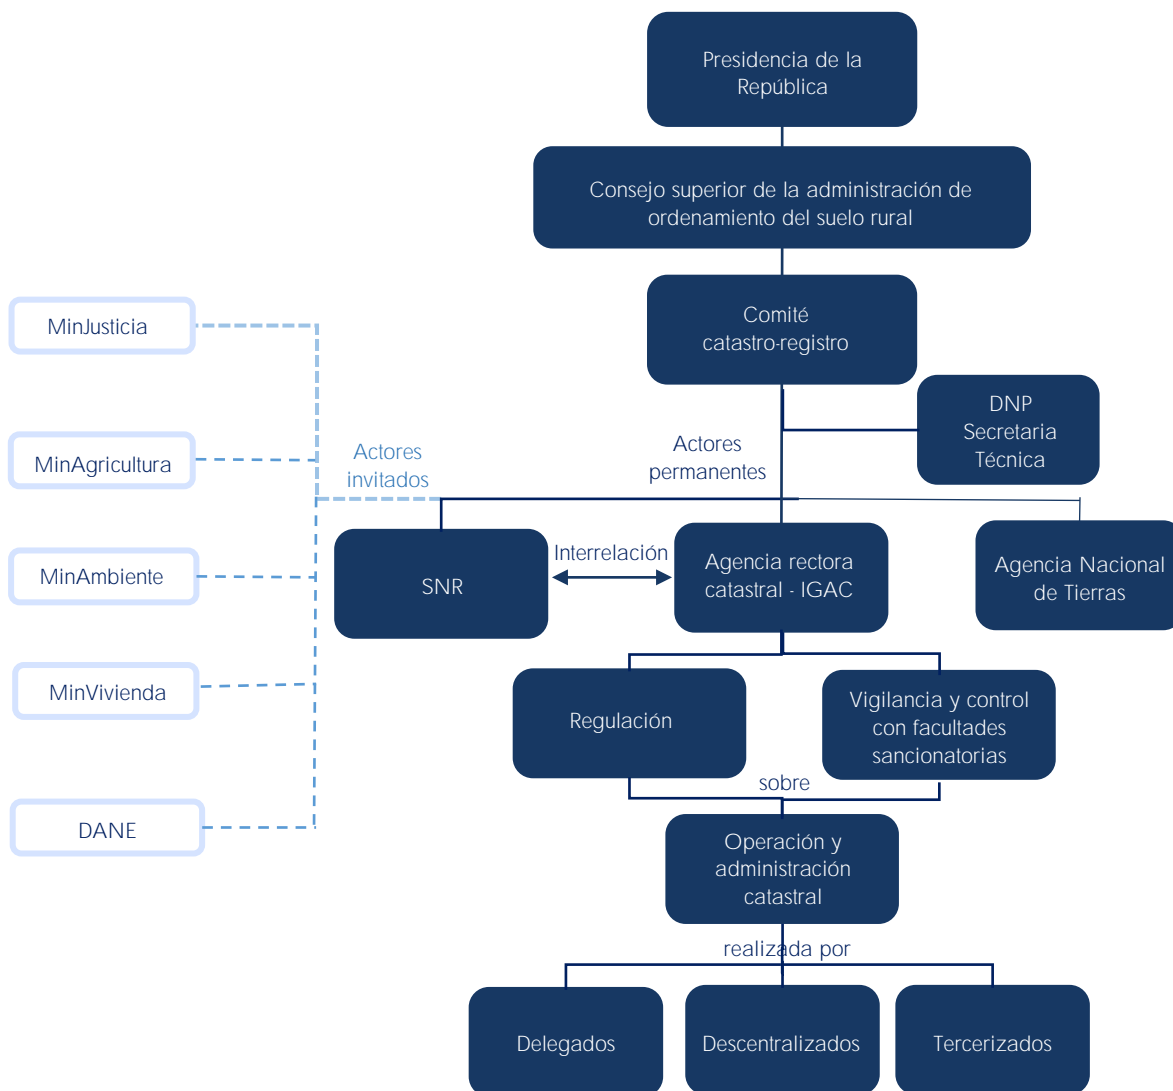 Presidencia de la
República
Consejo superior de la administración de
ordenamiento del suelo rural
Comité
catastro-registro
DNP
Secretaria
Técnica
MinJusticia
MinAgricultura
MinAmbiente
MinVivienda
DANE
Actores
invitados
Actores
permanentes
SNR
Interrelación
Agencia rectora
catastral - IGAC
Agencia Nacional
de Tierras
Regulación
Vigilancia y control
con facultades
sancionatorias
sobre
Operación y
administración
catastral
realizada por
Delegados
Descentralizados
Tercerizados